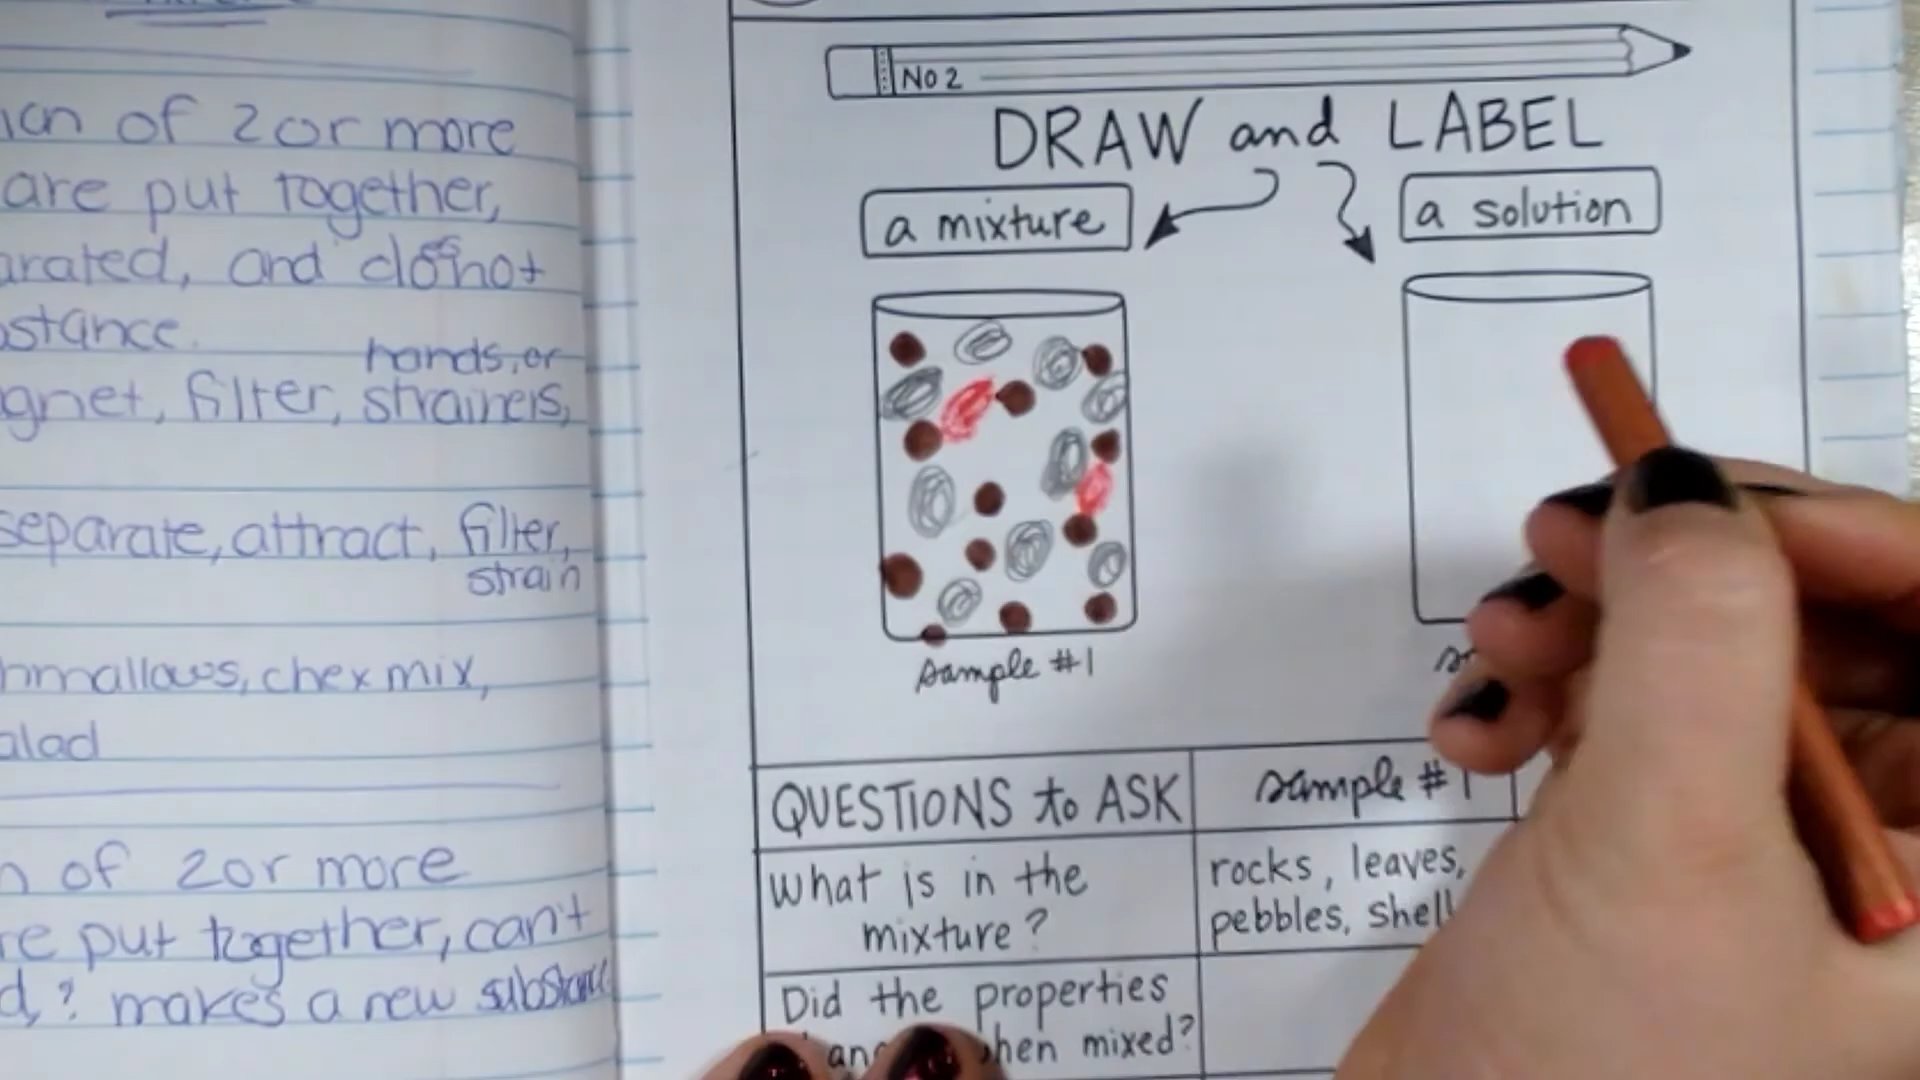 ion of 2 or more
are put together,
arated, and does not
ostance.
hands, or
gnet, filter, strainers,
separate, attract, filter,
strain
hmallows, chex mix,
alad
n of 2 or more
re put together, can't
d, ? makes a new substance
No 2
DRAW and LABEL
a mixture
a solution
sample #1
QUESTIONS to ASK
sample #1
What is in the
mixture?
rocks, leaves,
pebbles, shell
Did the properties
when mixed?